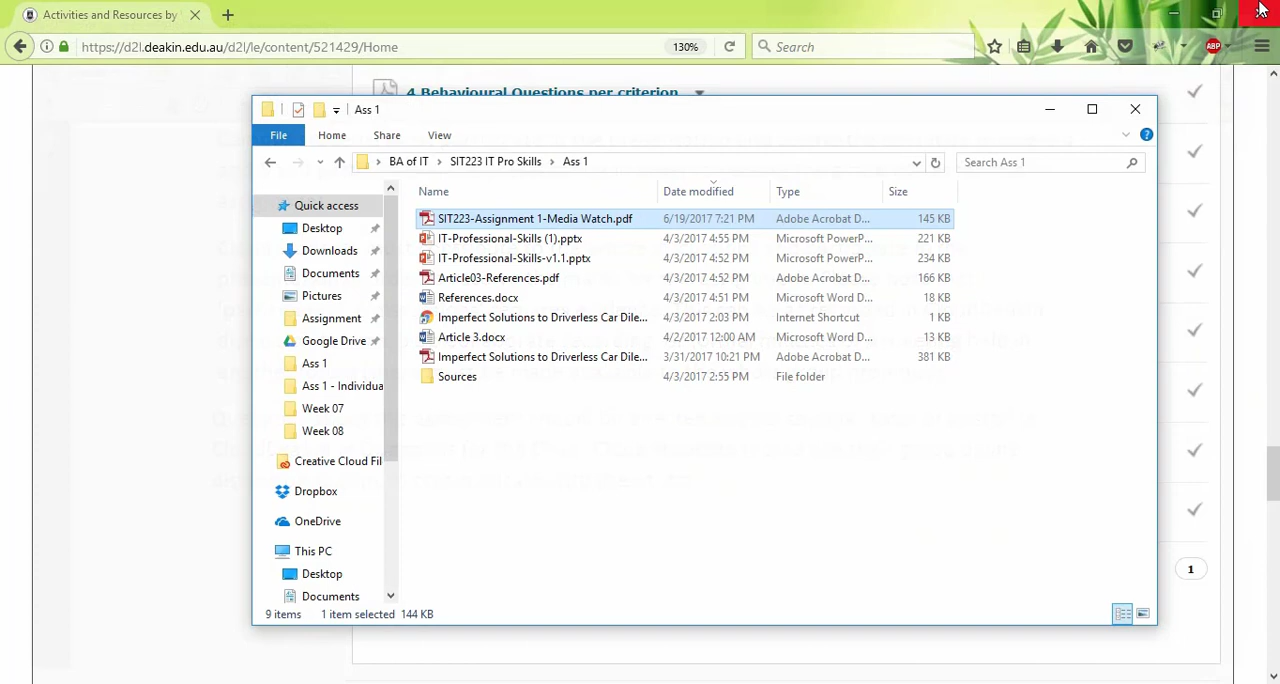 Activities and Resources by
https://d2l.deakin.edu.au/d2l/le/content/521429/Home
130%
Search
ABP
4 Behavioural Questions per criterion
Ass 1
File
Home
Share
View
BA of IT
SIT223 IT Pro Skills
Ass 1
Search Ass 1
Name
Date modified
Type
Size
SIT223-Assignment 1-Media Watch.pdf 6/19/2017 7:21 PM Adobe Acrobat D... 145 KB
IT-Professional-Skills (1).pptx 4/3/2017 4:55 PM Microsoft PowerP... 221 KB
IT-Professional-Skills-v1.1.pptx 4/3/2017 4:52 PM Microsoft PowerP... 234 KB
Article03-References.pdf 4/3/2017 4:52 PM Adobe Acrobat D... 166 KB
References.docx 4/3/2017 4:51 PM Microsoft Word D... 18 KB
Imperfect Solutions to Driverless Car Dile... 4/3/2017 2:03 PM Internet Shortcut 1 KB
Article 3.docx 4/2/2017 12:00 AM Microsoft Word D... 13 KB
Imperfect Solutions to Driverless Car Dile... 3/31/2017 10:21 PM Adobe Acrobat D... 381 KB
Sources 4/3/2017 2:55 PM File folder
Quick access
Desktop
Downloads
Documents
Pictures
Assignment
Google Drive
Ass 1
Ass 1 - Individua
Week 07
Week 08
Creative Cloud Fil
Dropbox
OneDrive
This PC
Desktop
Documents
9 items 1 item selected 144 KB
1